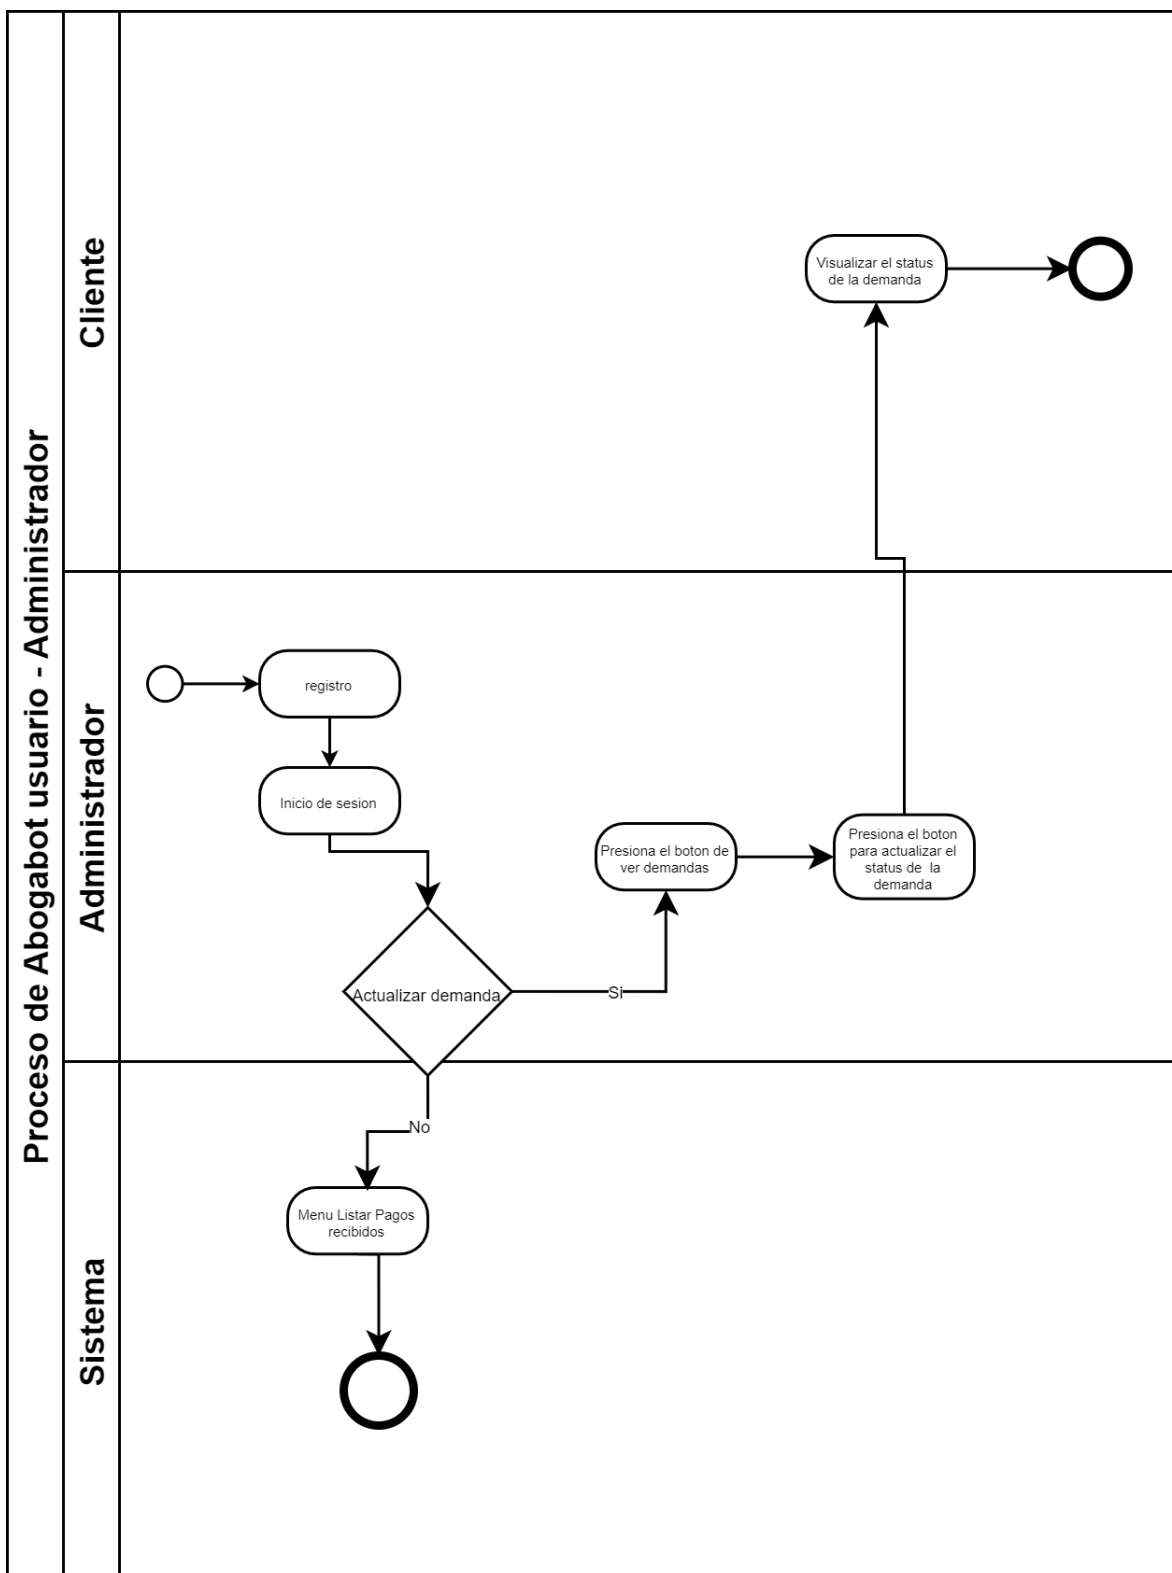 Proceso de Abogabot usuario - Administrador
Cliente
Visualizar el status
de la demanda
Administrador
registro
Inicio de sesion
Presiona el boton de
ver demandas
Presiona el boton
para actualizar el
status de la
demanda
Actualizar demanda
Si
Sistema
No
Menu Listar Pagos
recibidos